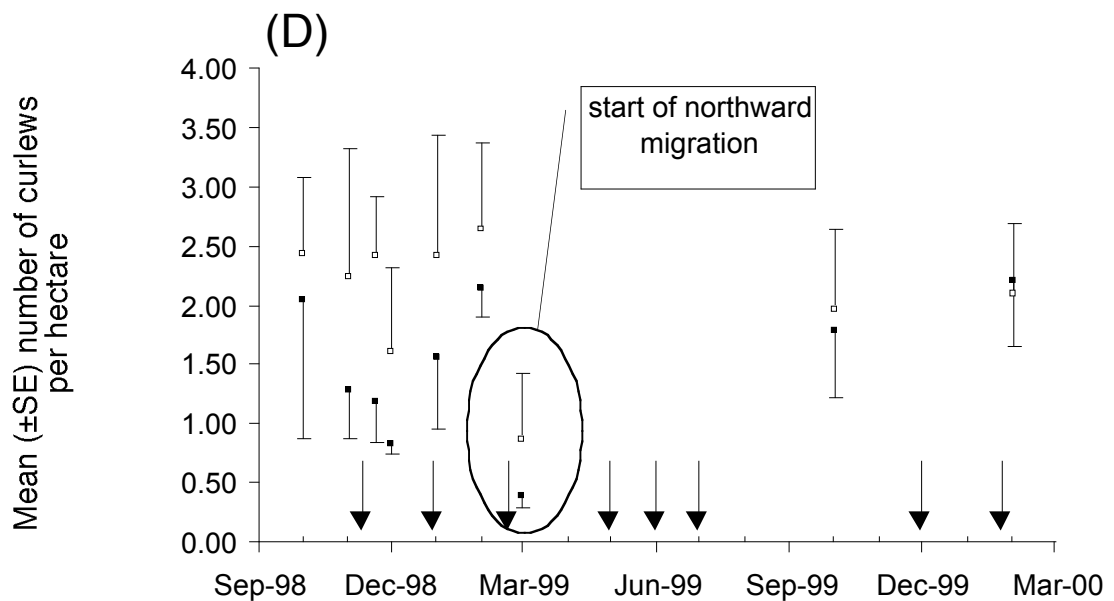 (D)
Mean (±SE) number of curlews
per hectare
4.00
3.50
3.00
2.50
2.00
1.50
1.00
0.50
0.00
start of northward
migration
Sep-98
Dec-98
Mar-99
Jun-99
Sep-99
Dec-99
Mar-00